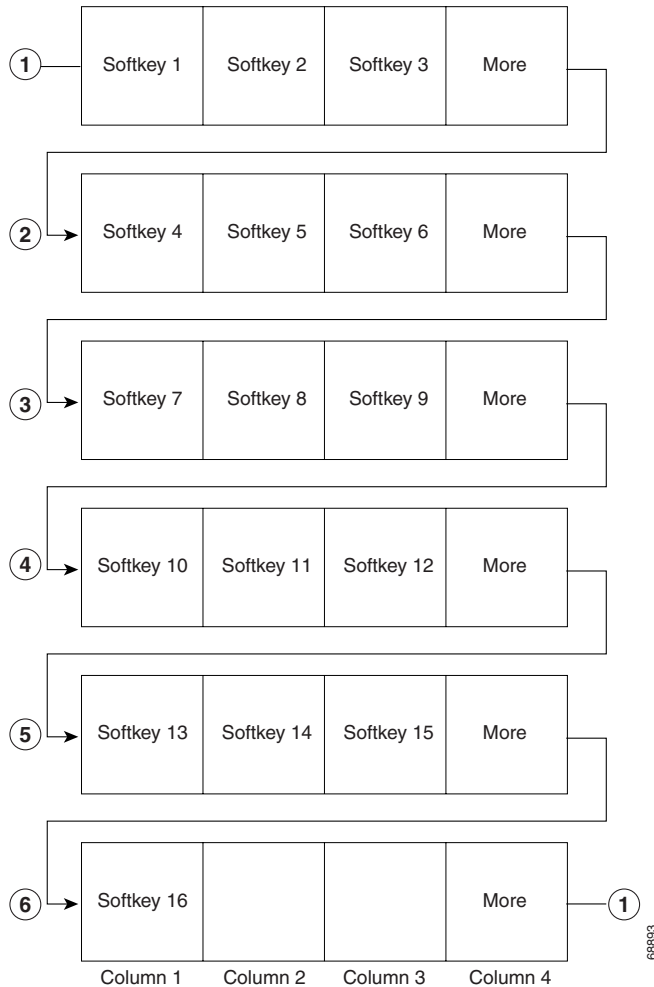 1 Softkey 1 Softkey 2 Softkey 3 More
2 Softkey 4 Softkey 5 Softkey 6 More
3 Softkey 7 Softkey 8 Softkey 9 More
4 Softkey 10 Softkey 11 Softkey 12 More
5 Softkey 13 Softkey 14 Softkey 15 More
6 Softkey 16 More 1
Column 1 Column 2 Column 3 Column 4
68893